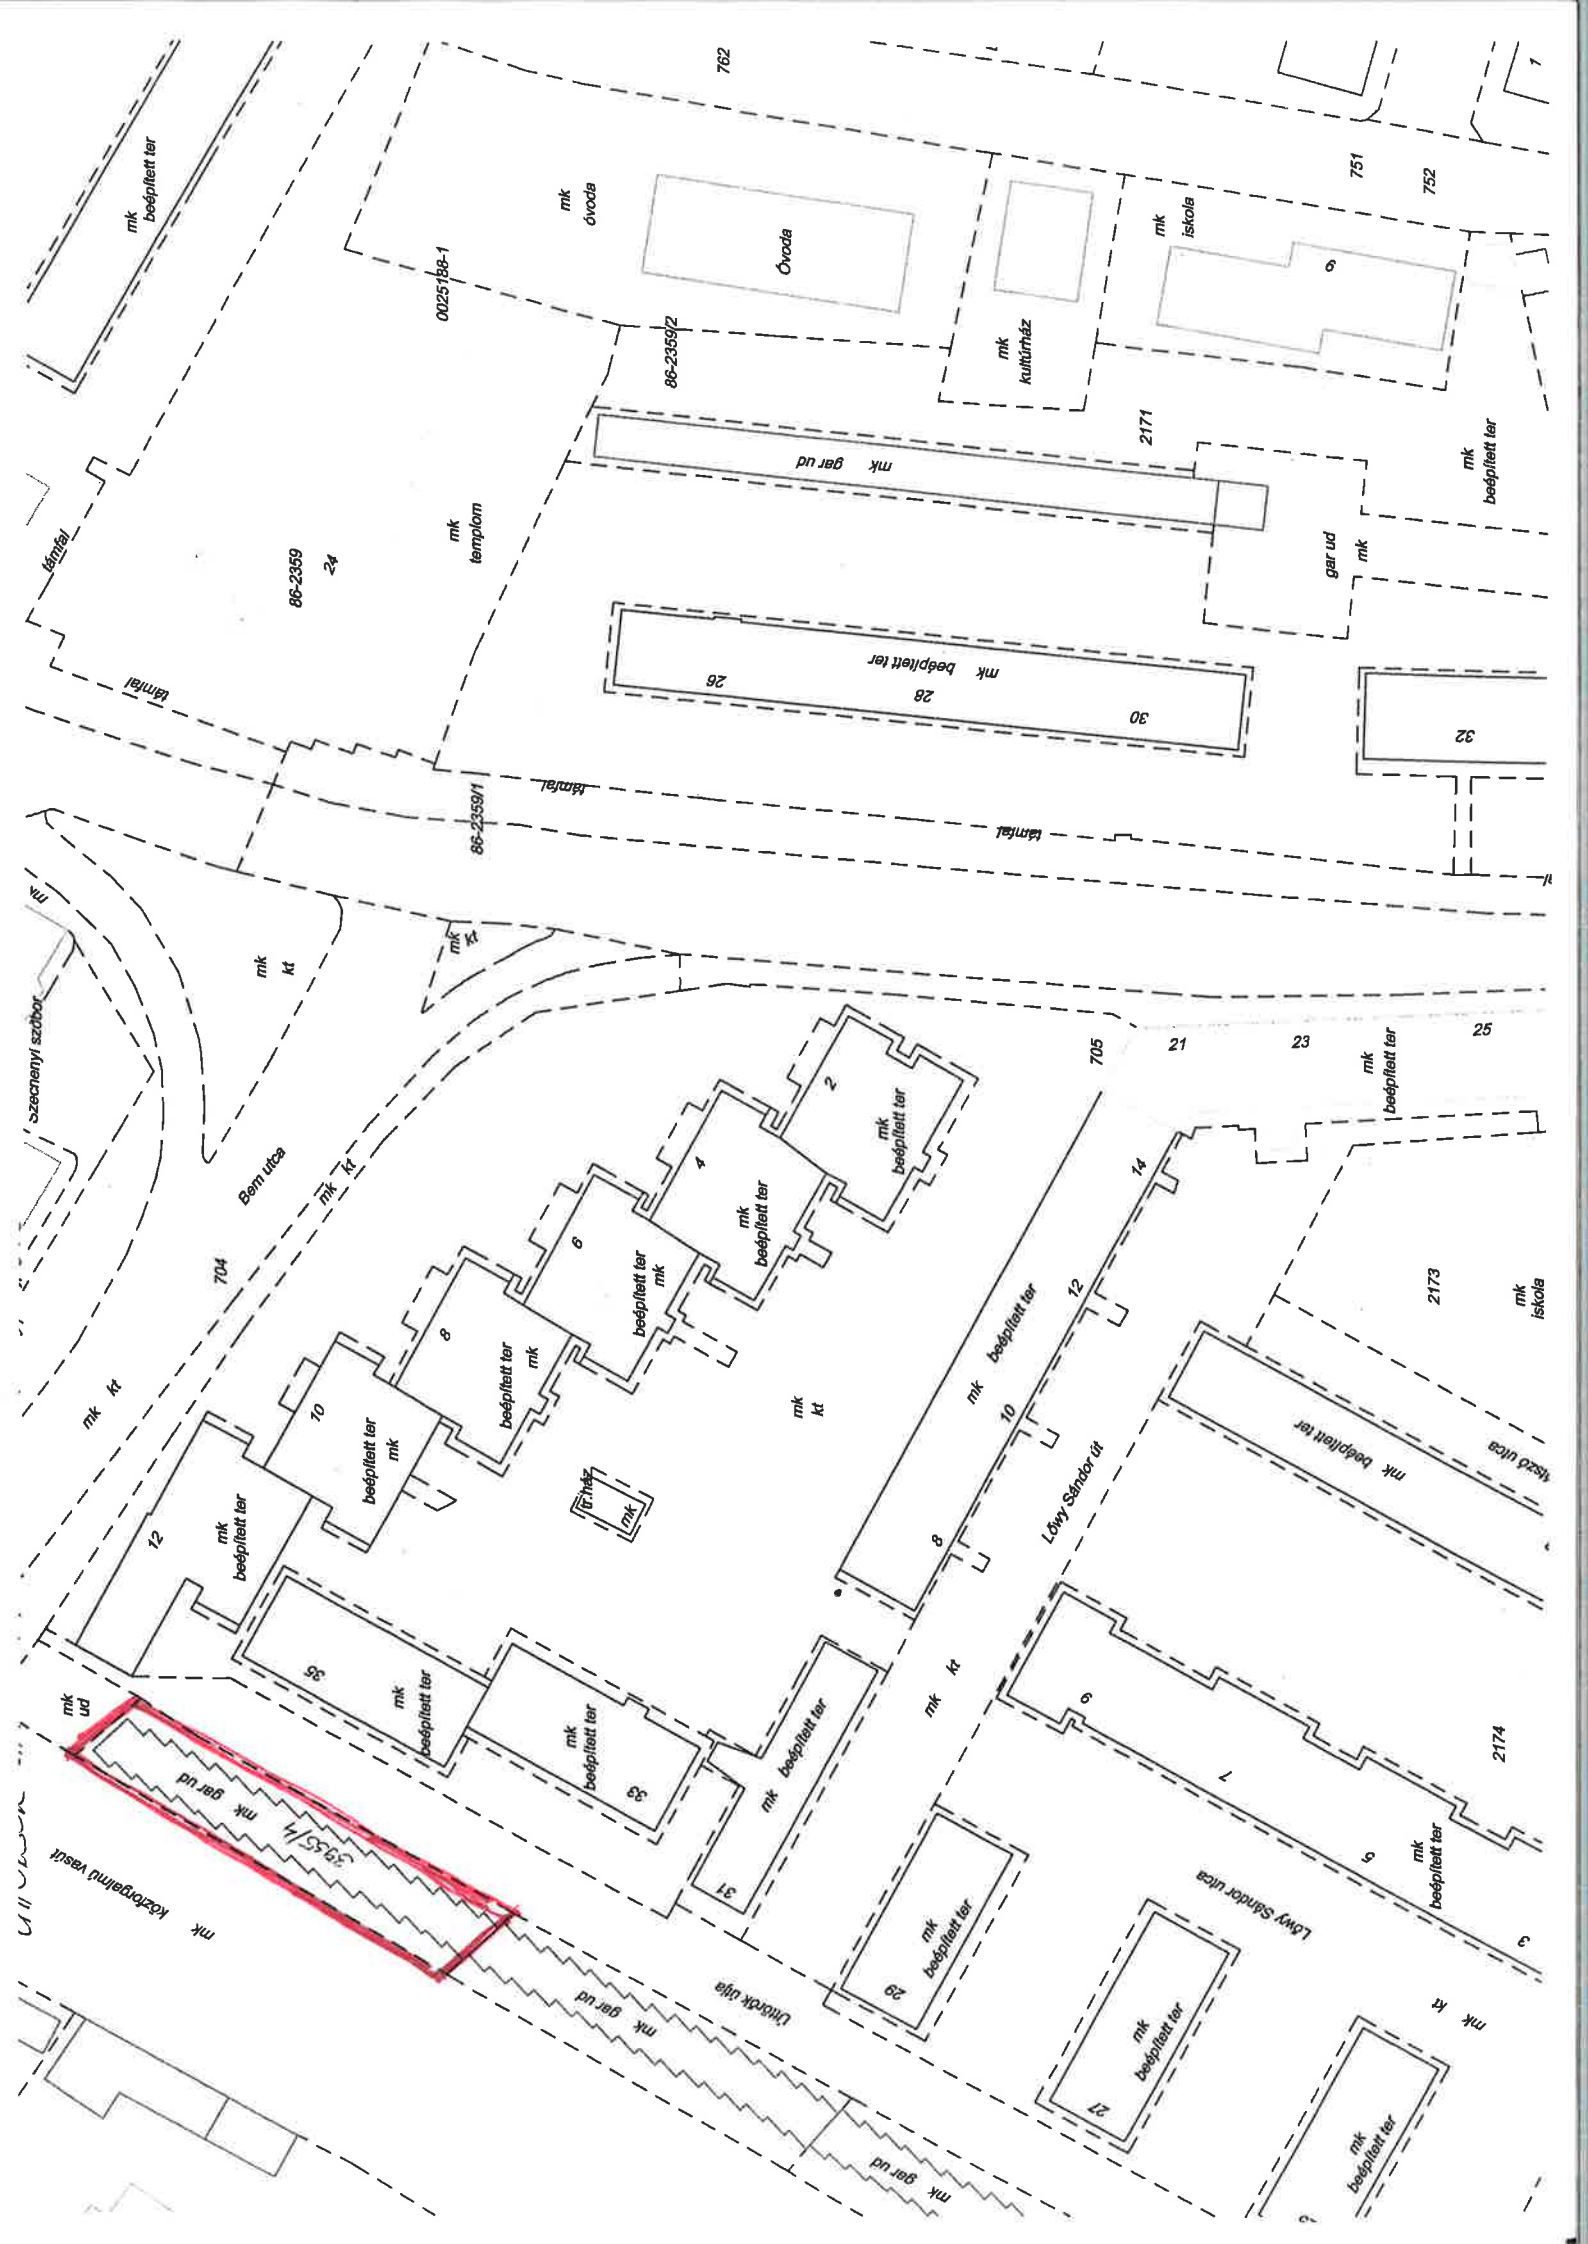 762
mk
beépített ter
mk
óvoda
Óvoda
751
752
mk
iskola
9
0025188-1
86-2359/2
mk
kultúrház
2171
mk gar ud
mk
beépített ter
támfal
86-2359
24
mk
templom
gar ud
mk
támfal
mk beépített ter
26
28
30
32
86-2359/1
támfal
támfal
mk
kt
mk
kt
mk
705
21
23
25
mk
beépített ter
Bem utca
mk kt
704
mk kt
2
mk
beépített ter
4
mk
beépített ter
6
beépített ter
mk
8
beépített ter
mk
10
beépített ter
mk
12
mk
beépített ter
tr.ház
mk
mk
kt
mk beépített ter
14
12
10
8
Lőwy Sándor út
2173
mk
iskola
mk beépített ter
35
mk
beépített ter
33
mk
beépített ter
31
mk beépített ter
mk kt
9
7
5
3
mk
beépített ter
2174
mk
ud
mk gar ud
3955/4
mk közforgalmú vasút
mk gar ud
Úttörők útja
29
mk
beépített ter
Lőwy Sándor utca
27
mk
beépített ter
mk kt
mk
beépített ter
mk gar ud